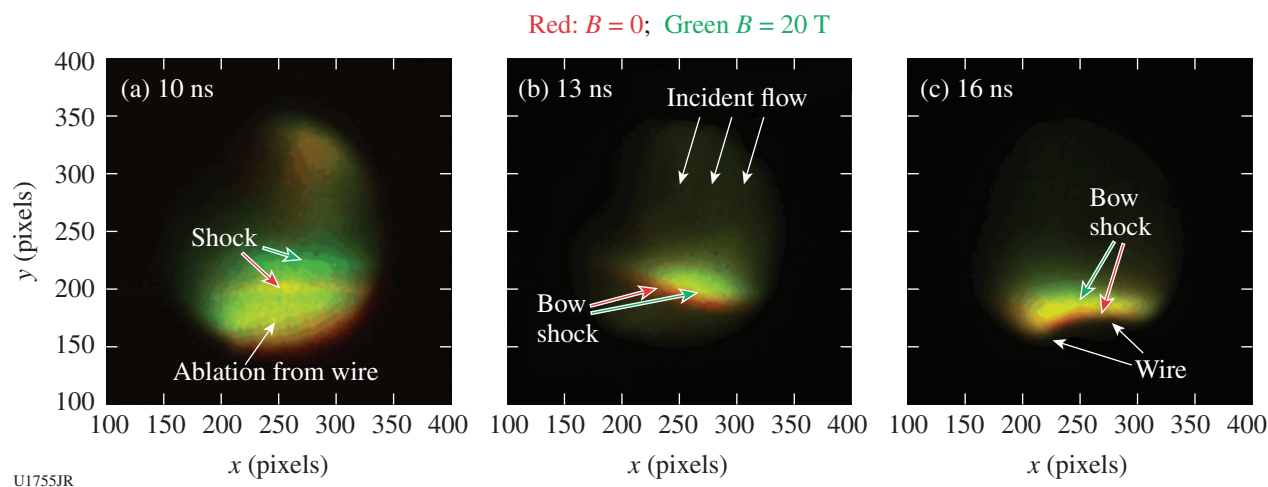 Red: B = 0; Green B = 20 T
400
350
300
250
200
150
100
y (pixels)
(a) 10 ns
Shock
Ablation from wire
100 150 200 250 300 350 400
x (pixels)
(b) 13 ns
Incident flow
Bow
shock
100 150 200 250 300 350 400
x (pixels)
(c) 16 ns
Bow
shock
Wire
100 150 200 250 300 350 400
x (pixels)
U1755JR